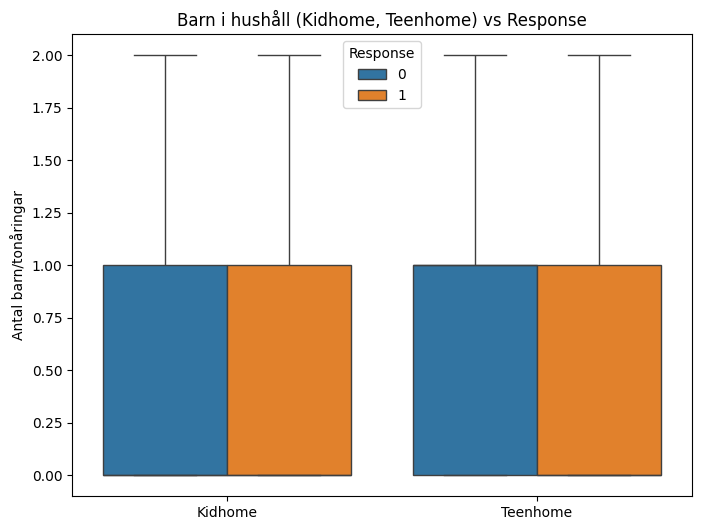 Barn i hushåll (Kidhome, Teenhome) vs Response
Response
0
1
Antal barn/tonåringar
2.00
1.75
1.50
1.25
1.00
0.75
0.50
0.25
0.00
Kidhome
Teenhome